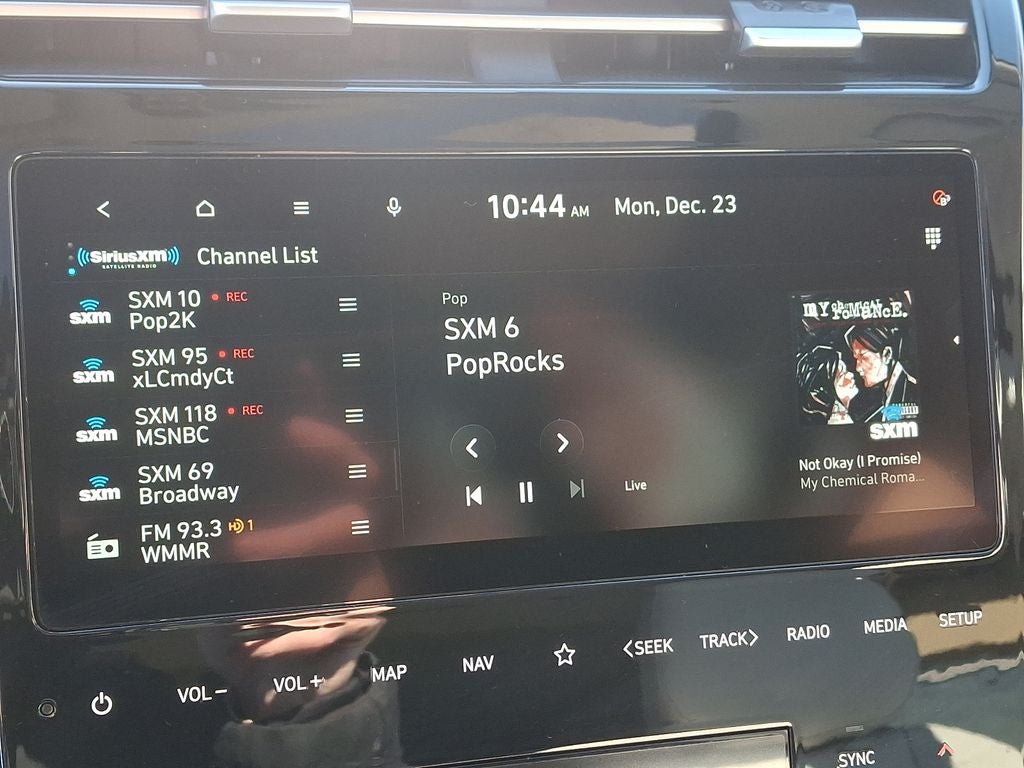 10:44 AM Mon, Dec. 23
SiriusXM Channel List
SATELLITE RADIO
SXM 10 REC
Pop2K
sxm
SXM 95 REC
xLCmdyCt
sxm
SXM 118 REC
MSNBC
sxm
SXM 69
Broadway
sxm
FM 93.3 HD 1
WMMR
Pop
SXM 6
PopRocks
Live
MY CHEMICAL ROMANCE.
sxm
Not Okay (I Promise)
My Chemical Roma...
VOL− VOL+ MAP NAV <SEEK TRACK> RADIO MEDIA SETUP
SYNC